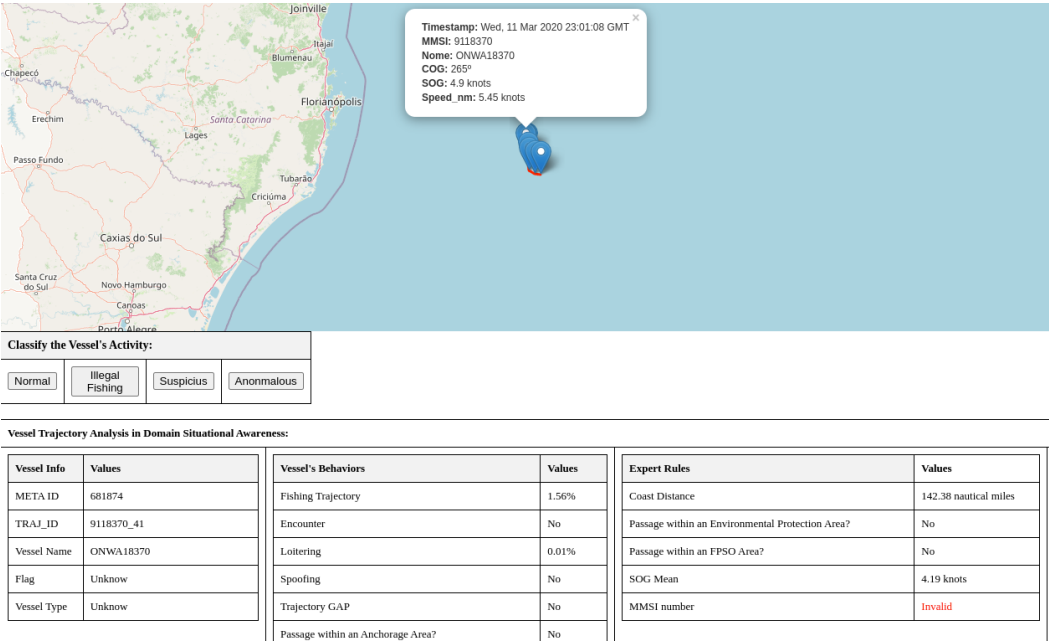 Joinville
Itajaí
Blumenau
Chapecó
Florianópolis
Santa Catarina
Erechim
Lages
Passo Fundo
Tubarão
Criciúma
Caxias do Sul
Santa Cruz
do Sul
Novo Hamburgo
Canoas
Porto Alegre
×
Timestamp: Wed, 11 Mar 2020 23:01:08 GMT
MMSI: 9118370
Nome: ONWA18370
COG: 265º
SOG: 4.9 knots
Speed_nm: 5.45 knots
Classify the Vessel's Activity:
Normal
Illegal
Fishing
Suspicius
Anonmalous
Vessel Trajectory Analysis in Domain Situational Awareness:
Vessel Info Values
META ID 681874
TRAJ_ID 9118370_41
Vessel Name ONWA18370
Flag Unknow
Vessel Type Unknow
Vessel's Behaviors Values
Fishing Trajectory 1.56%
Encounter No
Loitering 0.01%
Spoofing No
Trajectory GAP No
Passage within an Anchorage Area? No
Expert Rules Values
Coast Distance 142.38 nautical miles
Passage within an Environmental Protection Area? No
Passage within an FPSO Area? No
SOG Mean 4.19 knots
MMSI number Invalid